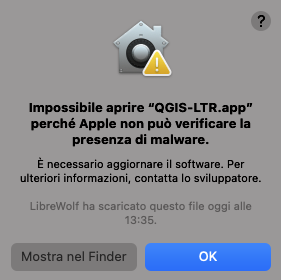 ?
Impossibile aprire “QGIS-LTR.app”
perché Apple non può verificare la
presenza di malware.
È necessario aggiornare il software. Per
ulteriori informazioni, contatta lo sviluppatore.
LibreWolf ha scaricato questo file oggi alle
13:35.
Mostra nel Finder
OK